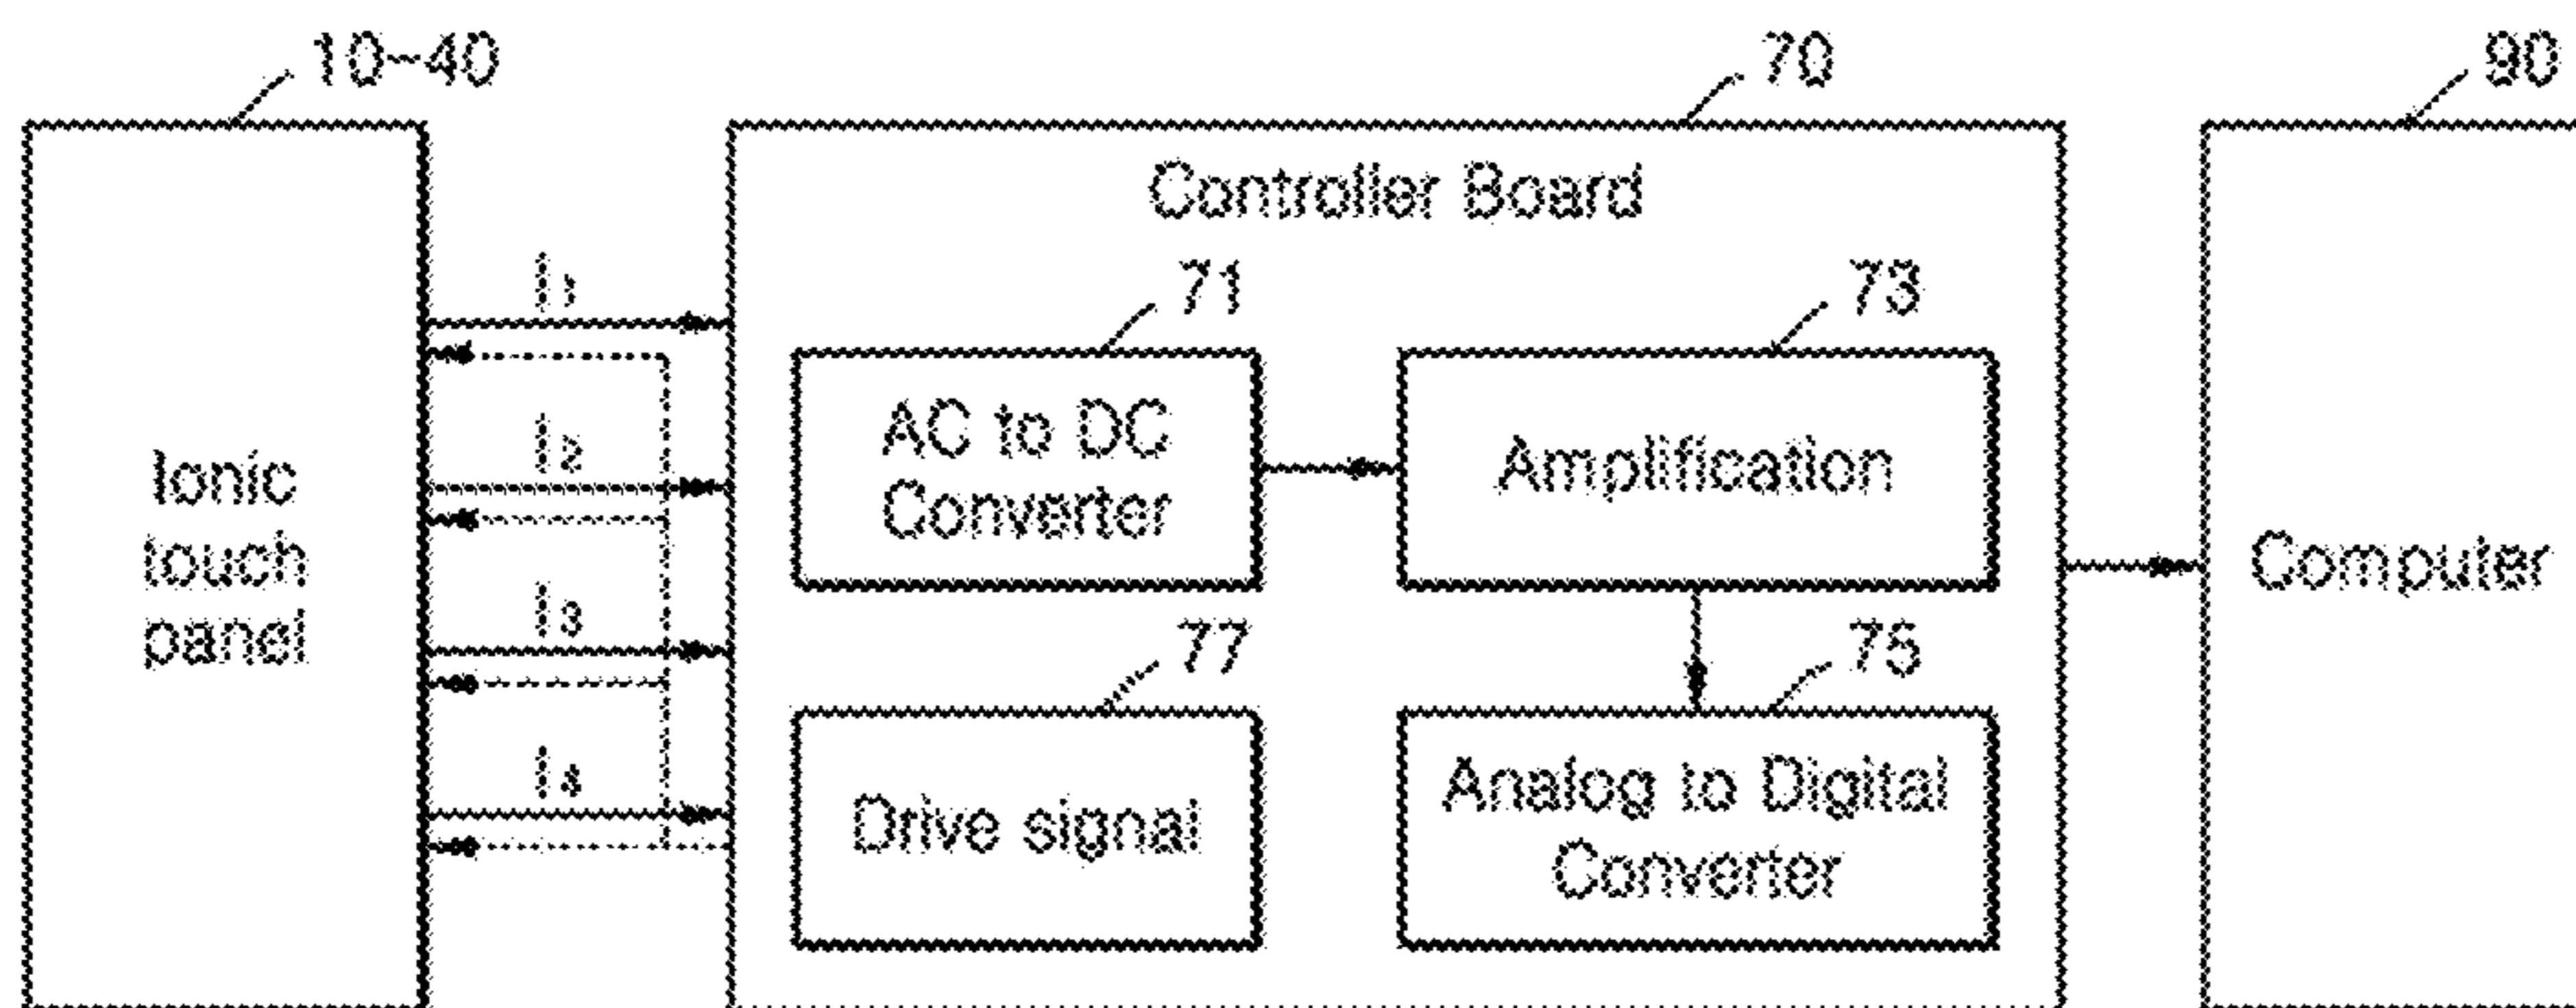 10~40
70
90
Controller Board
I1
71
73
AC to DC
Converter
Amplification
I2
Ionic
touch
panel
Computer
I3
77
75
I4
Drive signal
Analog to Digital
Converter